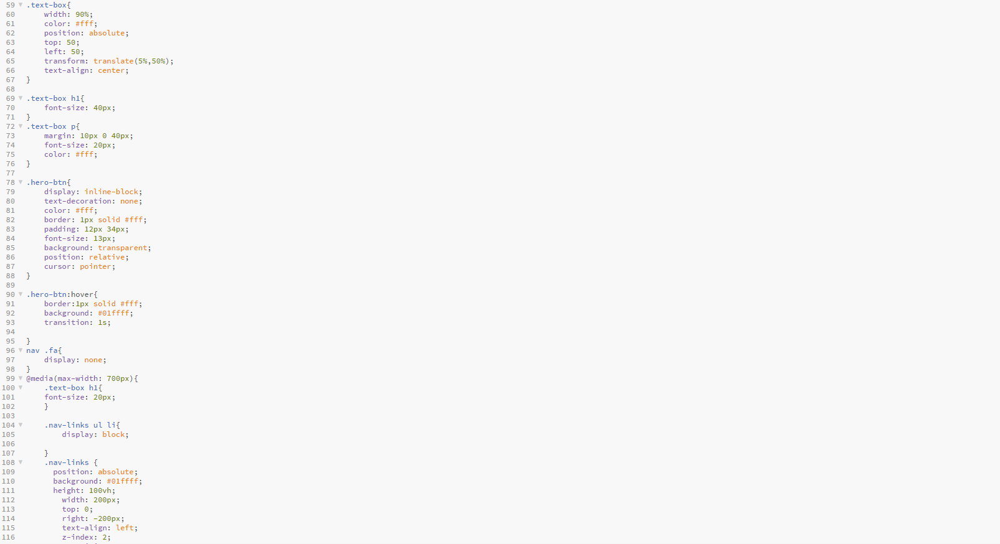 59 .text-box{
60 width: 90%;
61 color: #fff;
62 position: absolute;
63 top: 50;
64 left: 50;
65 transform: translate(5%,50%);
66 text-align: center;
67 }
68
69 .text-box h1{
70 font-size: 40px;
71 }
72 .text-box p{
73 margin: 10px 0 40px;
74 font-size: 20px;
75 color: #fff;
76 }
77
78 .hero-btn{
79 display: inline-block;
80 text-decoration: none;
81 color: #fff;
82 border: 1px solid #fff;
83 padding: 12px 34px;
84 font-size: 13px;
85 background: transparent;
86 position: relative;
87 cursor: pointer;
88 }
89
90 .hero-btn:hover{
91 border:1px solid #fff;
92 background: #01ffff;
93 transition: 1s;
94
95 }
96 nav .fa{
97 display: none;
98 }
99 @media(max-width: 700px){
100 .text-box h1{
101 font-size: 20px;
102 }
103
104 .nav-links ul li{
105 display: block;
106
107 }
108 .nav-links {
109 position: absolute;
110 background: #01ffff;
111 height: 100vh;
112 width: 200px;
113 top: 0;
114 right: -200px;
115 text-align: left;
116 z-index: 2;